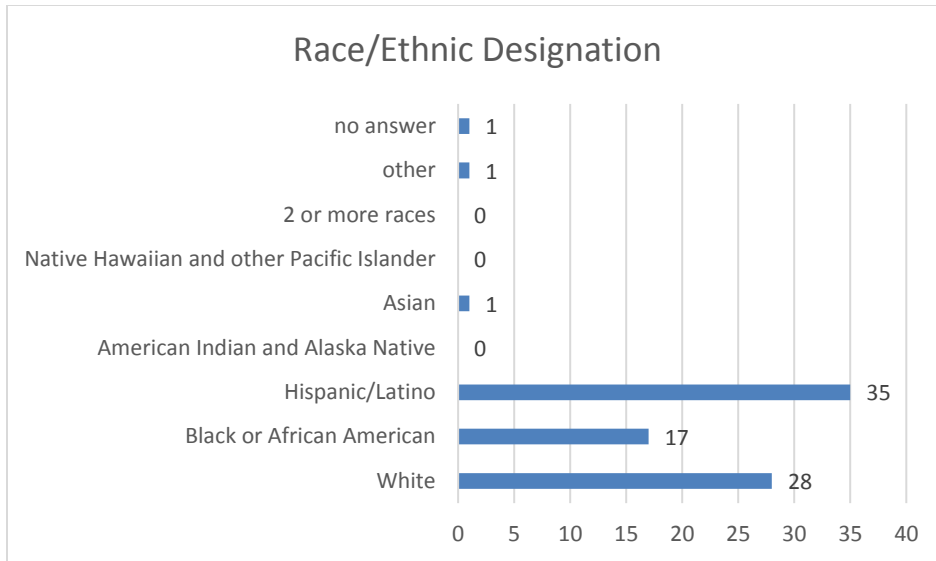 Race/Ethnic Designation
no answer 1
other 1
2 or more races 0
Native Hawaiian and other Pacific Islander 0
Asian 1
American Indian and Alaska Native 0
Hispanic/Latino 35
Black or African American 17
White 28
0 5 10 15 20 25 30 35 40